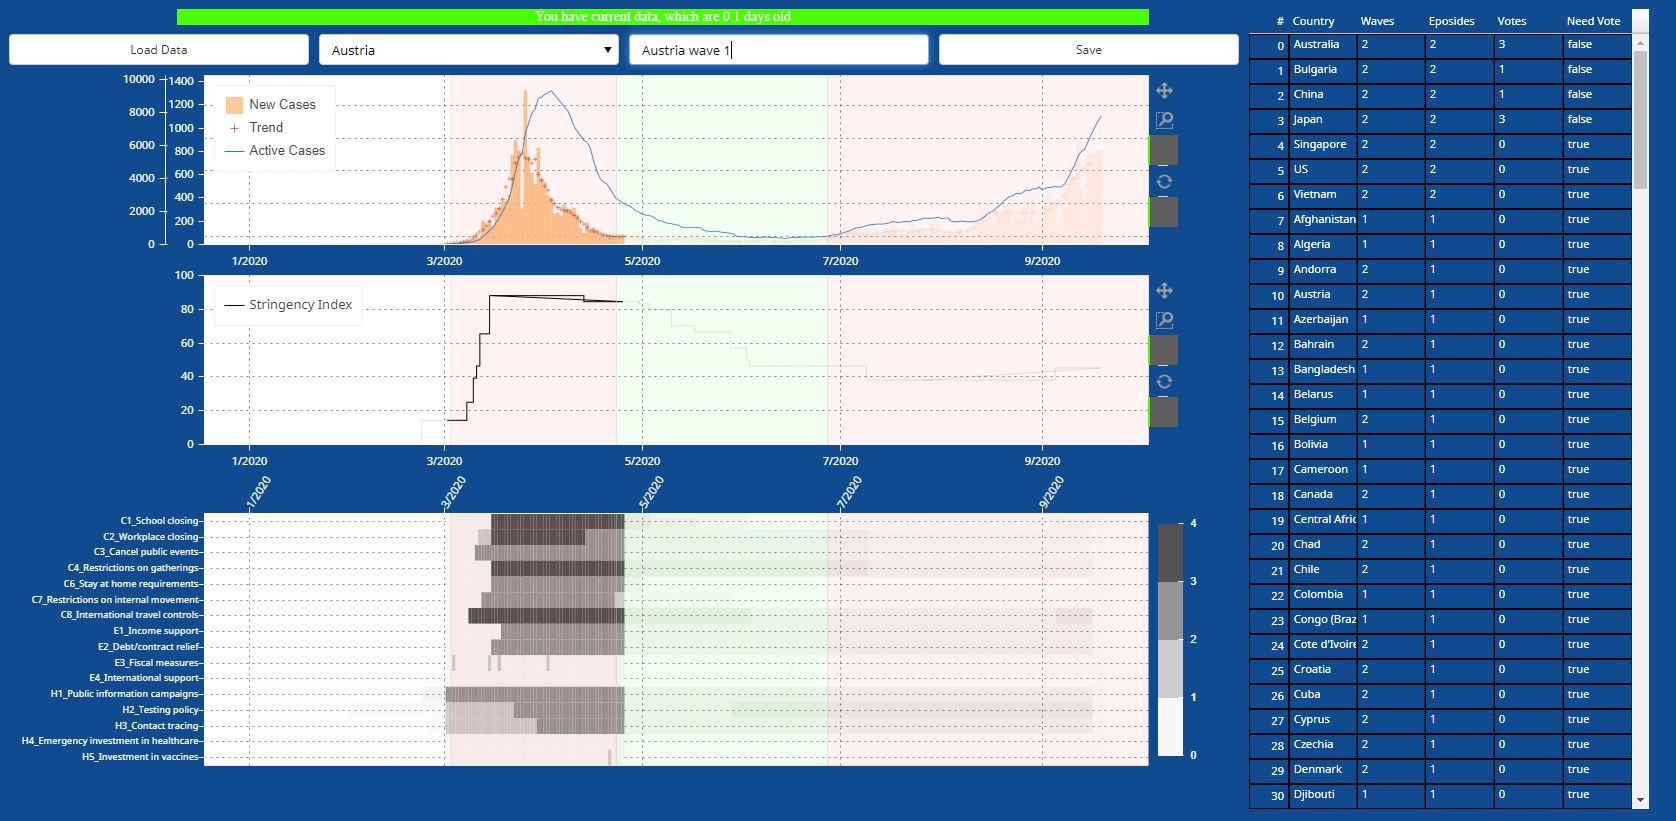 You have current data, which are 0.1 days old
Load Data
Austria
Austria wave 1
Save
10000
8000
6000
4000
2000
0
1400
1200
1000
800
600
400
200
0
New Cases
Trend
Active Cases
1/2020 3/2020 5/2020 7/2020 9/2020
100
80
60
40
20
0
Stringency Index
1/2020 3/2020 5/2020 7/2020 9/2020
1/2020 3/2020 5/2020 7/2020 9/2020
C1_School closing
C2_Workplace closing
C3_Cancel public events
C4_Restrictions on gatherings
C6_Stay at home requirements
C7_Restrictions on internal movement
C8_International travel controls
E1_Income support
E2_Debt/contract relief
E3_Fiscal measures
E4_International support
H1_Public information campaigns
H2_Testing policy
H3_Contact tracing
H4_Emergency investment in healthcare
H5_Investment in vaccines
4
3
2
1
0
# Country Waves Eposides Votes Need Vote
0 Australia 2 2 3 false
1 Bulgaria 2 2 1 false
2 China 2 2 1 false
3 Japan 2 2 3 false
4 Singapore 2 2 0 true
5 US 2 2 0 true
6 Vietnam 2 2 0 true
7 Afghanistan 1 1 0 true
8 Algeria 1 1 0 true
9 Andorra 2 1 0 true
10 Austria 2 1 0 true
11 Azerbaijan 1 1 0 true
12 Bahrain 2 1 0 true
13 Bangladesh 1 1 0 true
14 Belarus 1 1 0 true
15 Belgium 2 1 0 true
16 Bolivia 1 1 0 true
17 Cameroon 1 1 0 true
18 Canada 2 1 0 true
19 Central Afric 1 1 0 true
20 Chad 2 1 0 true
21 Chile 2 1 0 true
22 Colombia 1 1 0 true
23 Congo (Braz 1 1 0 true
24 Cote d'Ivoire 2 1 0 true
25 Croatia 2 1 0 true
26 Cuba 2 1 0 true
27 Cyprus 2 1 0 true
28 Czechia 2 1 0 true
29 Denmark 2 1 0 true
30 Djibouti 1 1 0 true